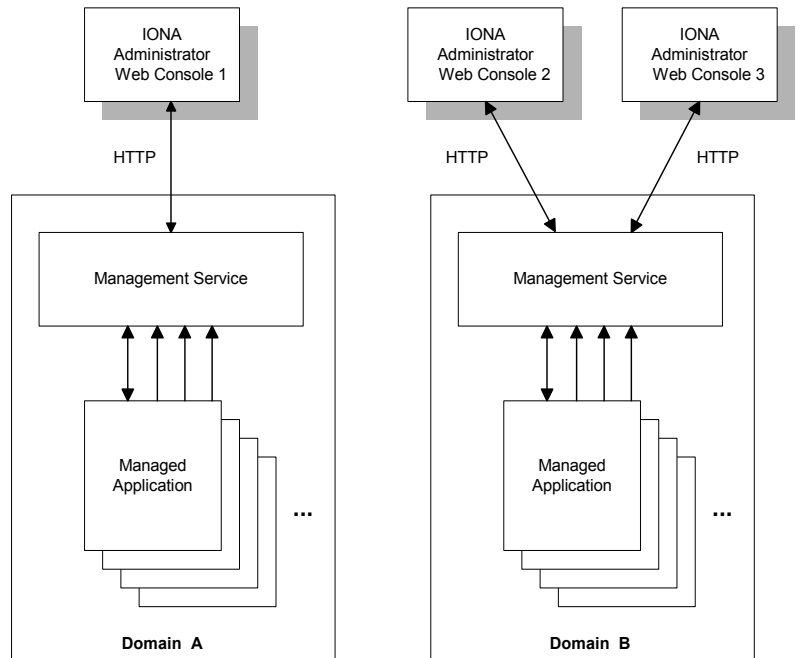 IONA
Administrator
Web Console 1
IONA
Administrator
Web Console 2
IONA
Administrator
Web Console 3
HTTP
HTTP
HTTP
Management Service
Management Service
Managed
Application
...
Managed
Application
...
Domain A
Domain B